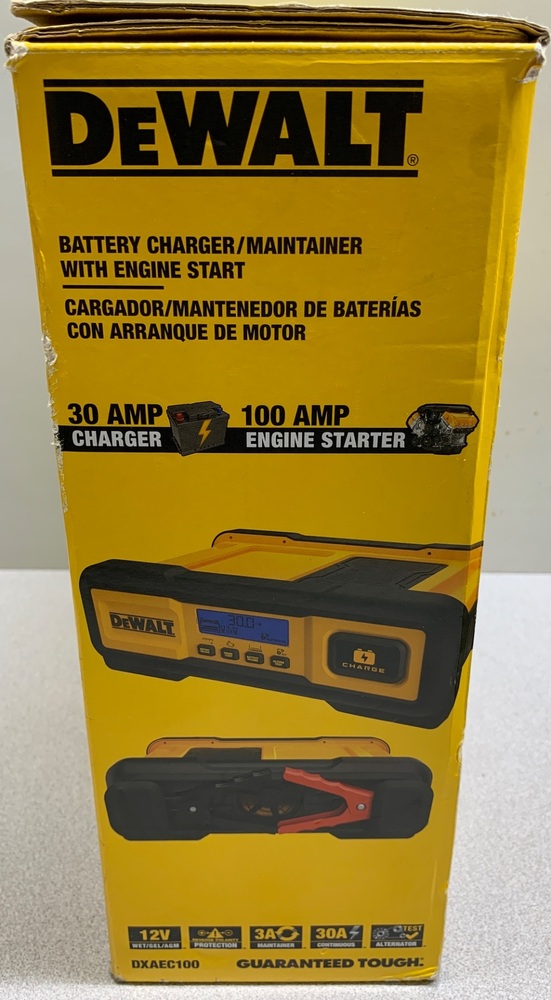 DEWALT®
BATTERY CHARGER/MAINTAINER
WITH ENGINE START
CARGADOR/MANTENEDOR DE BATERÍAS
CON ARRANQUE DE MOTOR
30 AMP
CHARGER
100 AMP
ENGINE STARTER
DEWALT
30.0
CHARGE
12V
WET/GEL/AGM
PROTECTION
3A
MAINTAINER
30A
CONTINUOUS
TEST
ALTERNATOR
DXAEC100
GUARANTEED TOUGH.